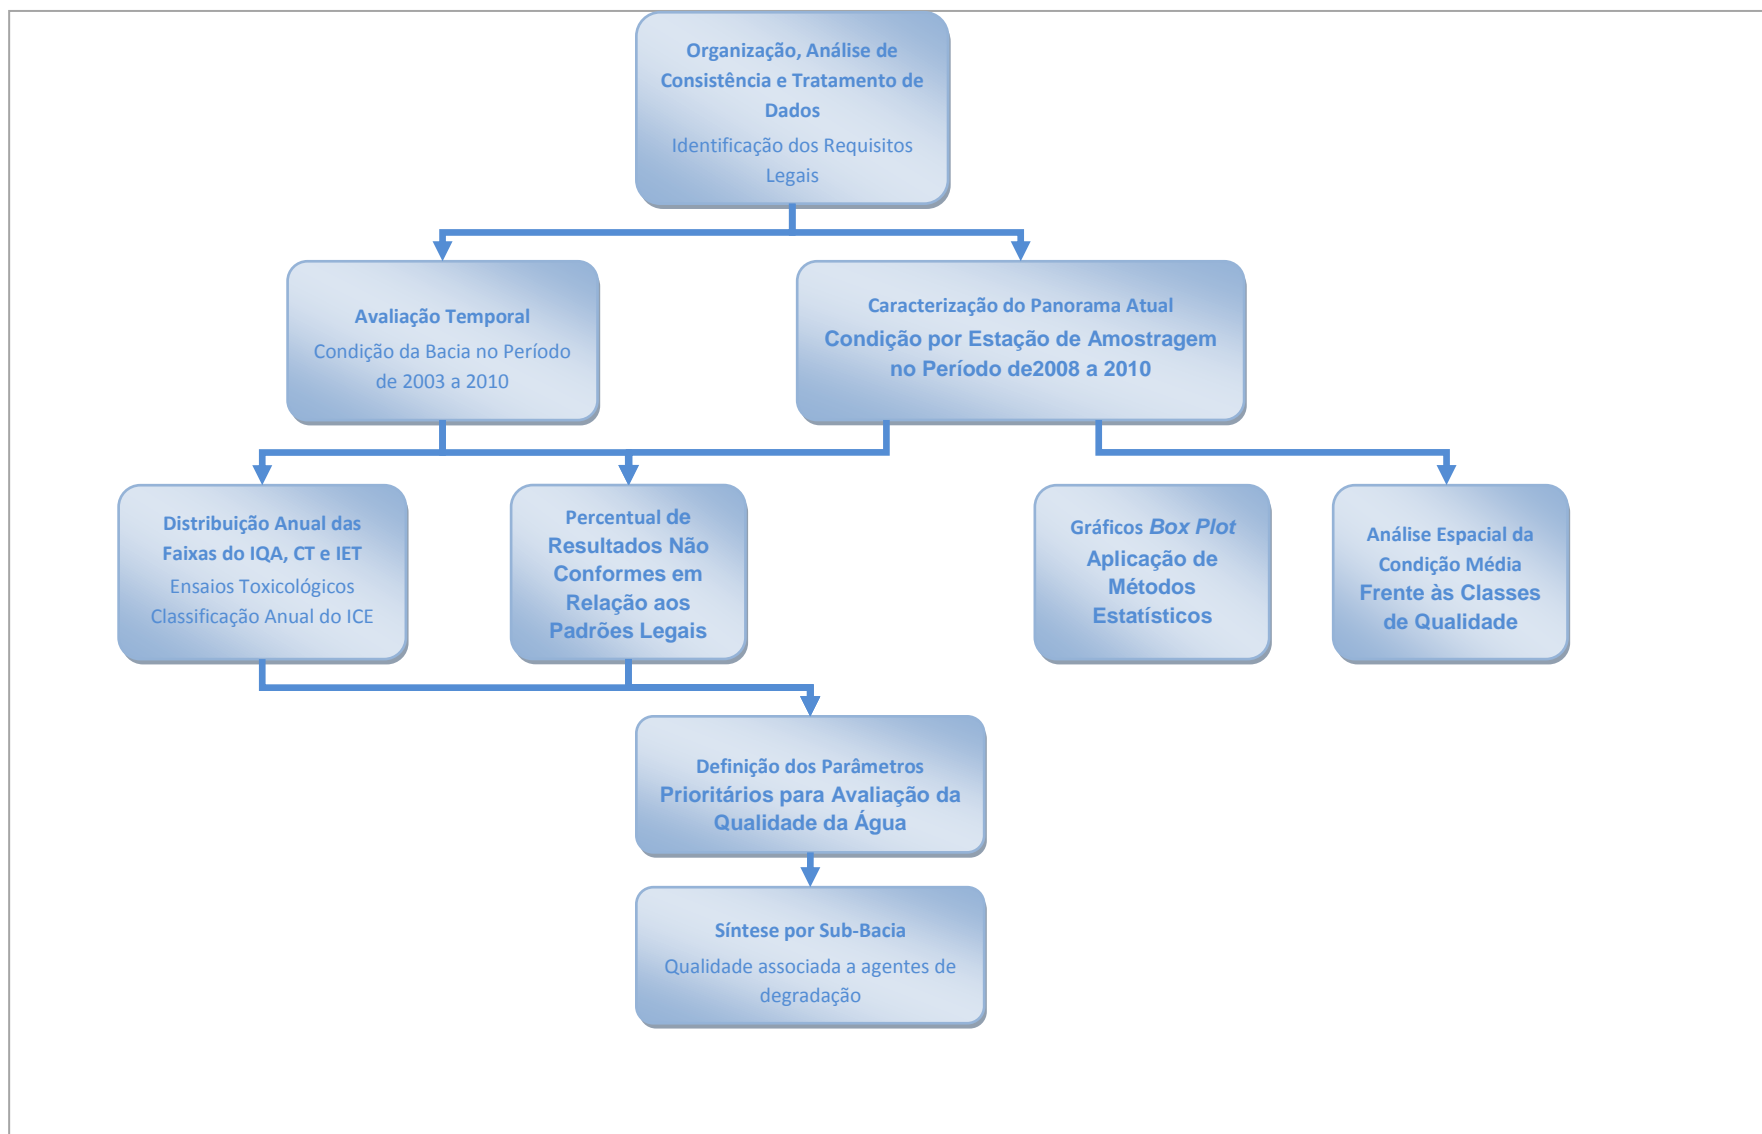 Organização, Análise de
Consistência e Tratamento de
Dados
Identificação dos Requisitos
Legais
Avaliação Temporal
Condição da Bacia no Período
de 2003 a 2010
Caracterização do Panorama Atual
Condição por Estação de Amostragem
no Período de2008 a 2010
Distribuição Anual das
Faixas do IQA, CT e IET
Ensaios Toxicológicos
Classificação Anual do ICE
Percentual de
Resultados Não
Conformes em
Relação aos
Padrões Legais
Gráficos Box Plot
Aplicação de
Métodos
Estatísticos
Análise Espacial da
Condição Média
Frente às Classes
de Qualidade
Definição dos Parâmetros
Prioritários para Avaliação da
Qualidade da Água
Síntese por Sub-Bacia
Qualidade associada a agentes de
degradação